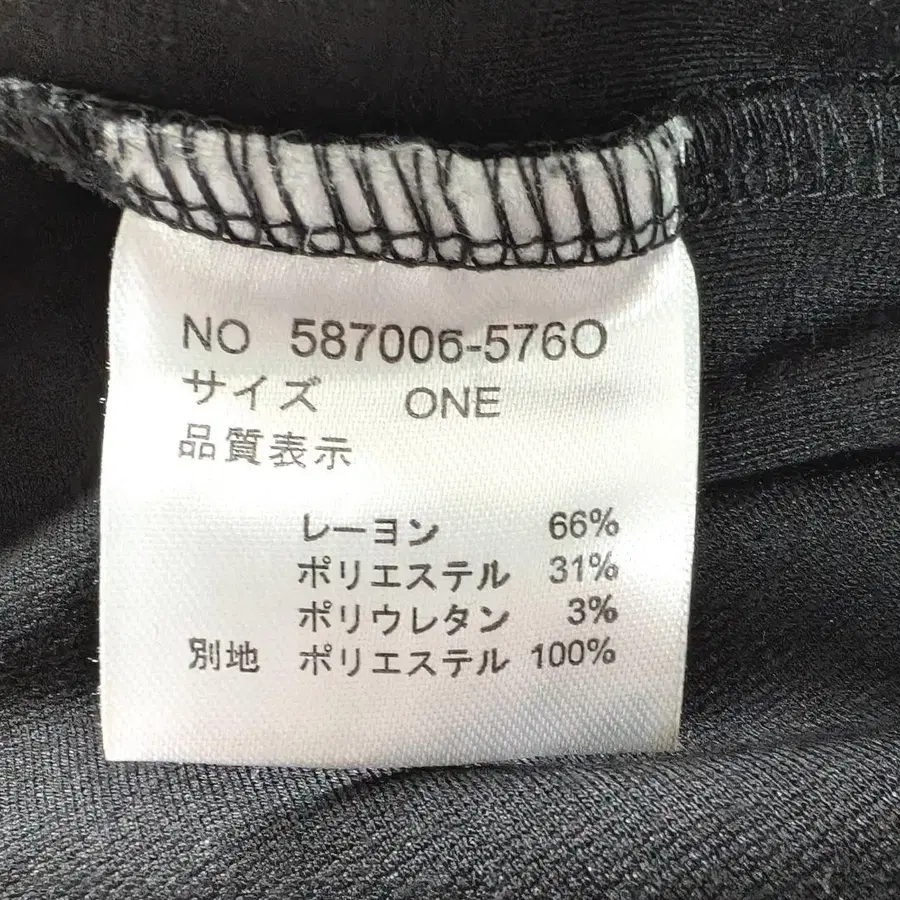 NO 587006-5760
サイズ ONE
品質表示
レーヨン 66%
ポリエステル 31%
ポリウレタン 3%
別地 ポリエステル 100%